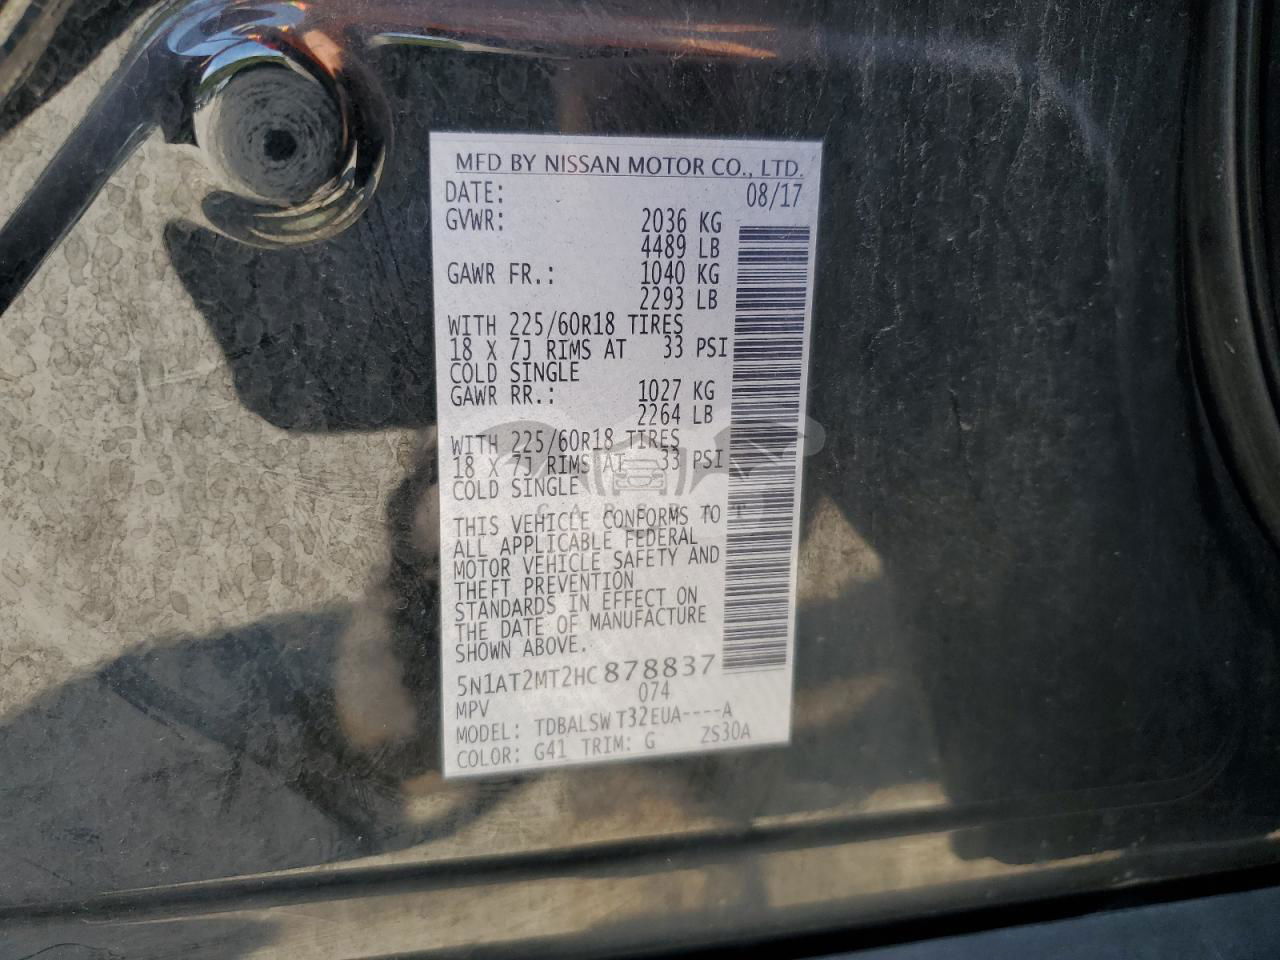 MFD BY NISSAN MOTOR CO., LTD.
DATE: 08/17
GVWR: 2036 KG
4489 LB
GAWR FR.: 1040 KG
2293 LB
WITH 225/60R18 TIRES
18 X 7J RIMS AT 33 PSI
COLD SINGLE
GAWR RR.: 1027 KG
2264 LB
WITH 225/60R18 TIRES
18 X 7J RIMS AT 33 PSI
COLD SINGLE
THIS VEHICLE CONFORMS TO
ALL APPLICABLE FEDERAL
MOTOR VEHICLE SAFETY AND
THEFT PREVENTION
STANDARDS IN EFFECT ON
THE DATE OF MANUFACTURE
SHOWN ABOVE.
5N1AT2MT2HC878837
074
MPV
MODEL: TDBALSW T32EUA----A
COLOR: G41 TRIM: G ZS30A